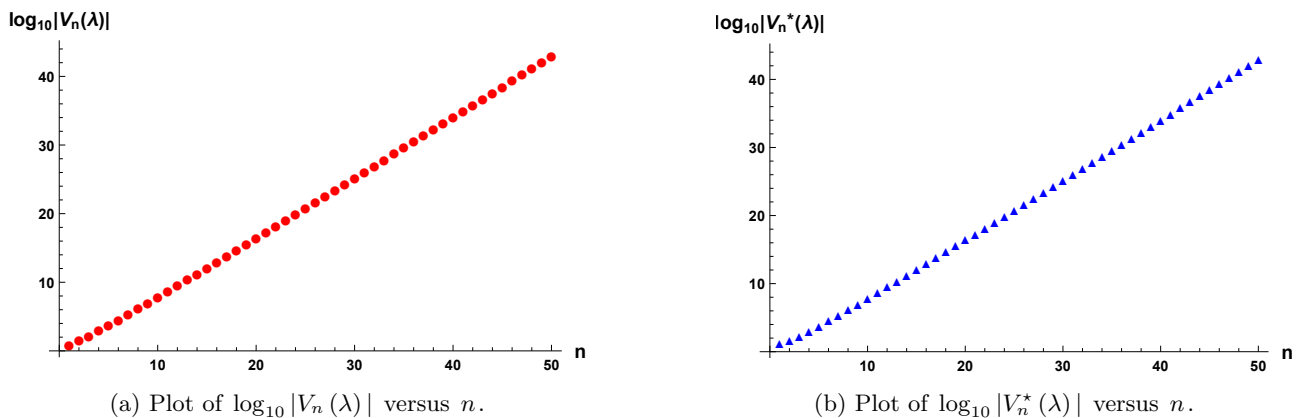 log₁₀|Vₙ(λ)|
40
30
20
10
10 20 30 40 50 n
(a) Plot of log₁₀ |Vₙ (λ) | versus n.
log₁₀|Vₙ*(λ)|
40
30
20
10
10 20 30 40 50 n
(b) Plot of log₁₀ |Vₙ⋆ (λ) | versus n.